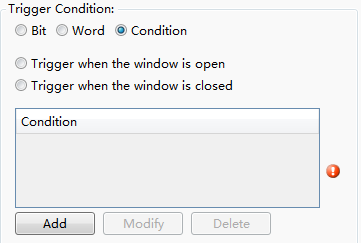 Trigger Condition:
Bit Word Condition
Trigger when the window is open
Trigger when the window is closed
Condition
Add Modify Delete